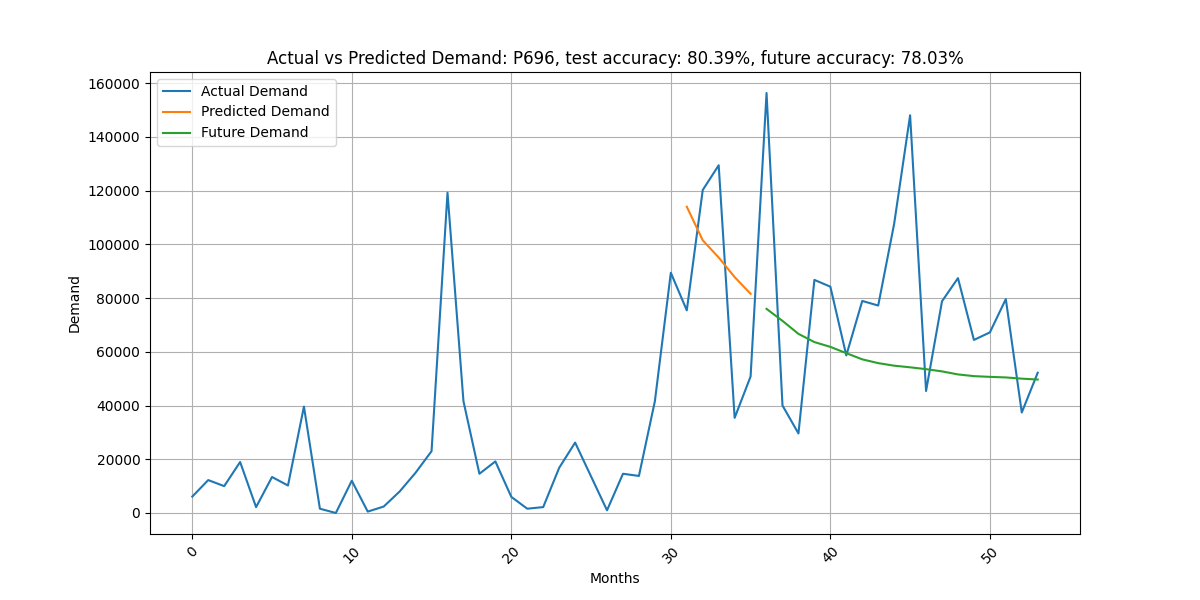 Actual vs Predicted Demand: P696, test accuracy: 80.39%, future accuracy: 78.03%
Actual Demand
Predicted Demand
Future Demand
160000
140000
120000
100000
80000
60000
40000
20000
0
Demand
0
10
20
30
40
50
Months